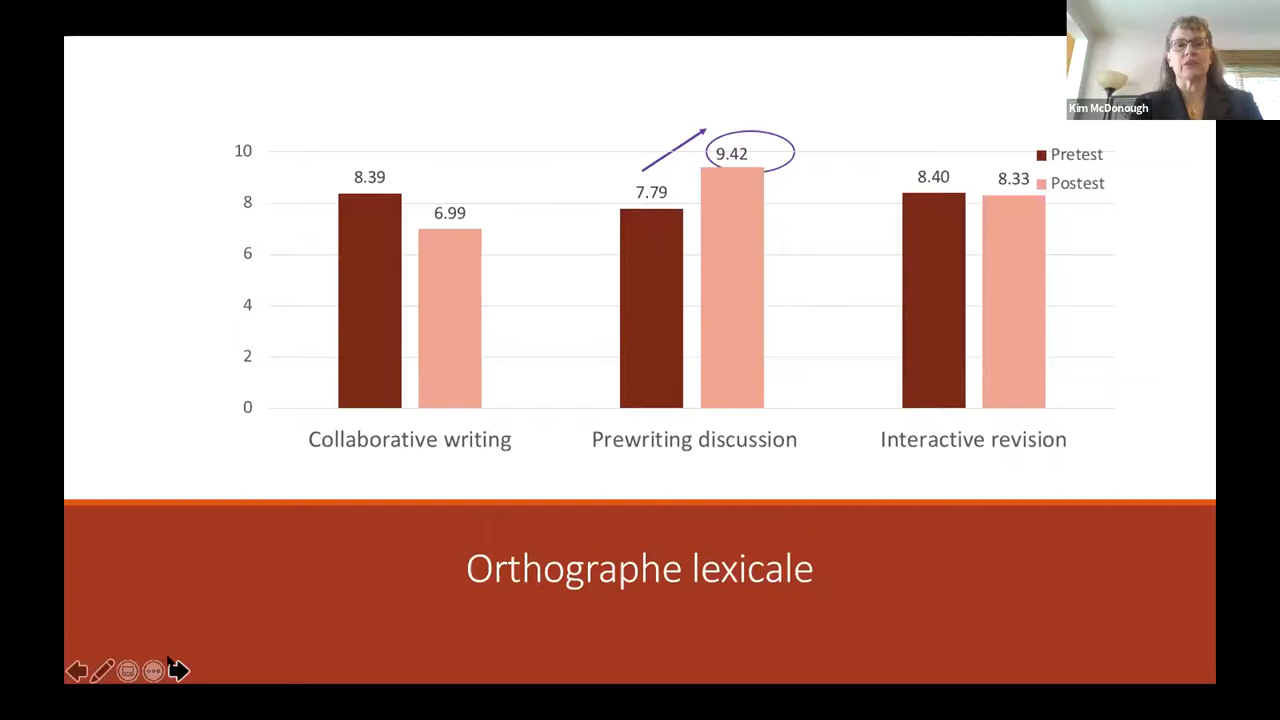 Kim McDonough
10
8
6
4
2
0
8.39
6.99
7.79
9.42
8.40
8.33
Pretest
Postest
Collaborative writing
Prewriting discussion
Interactive revision
Orthographe lexicale